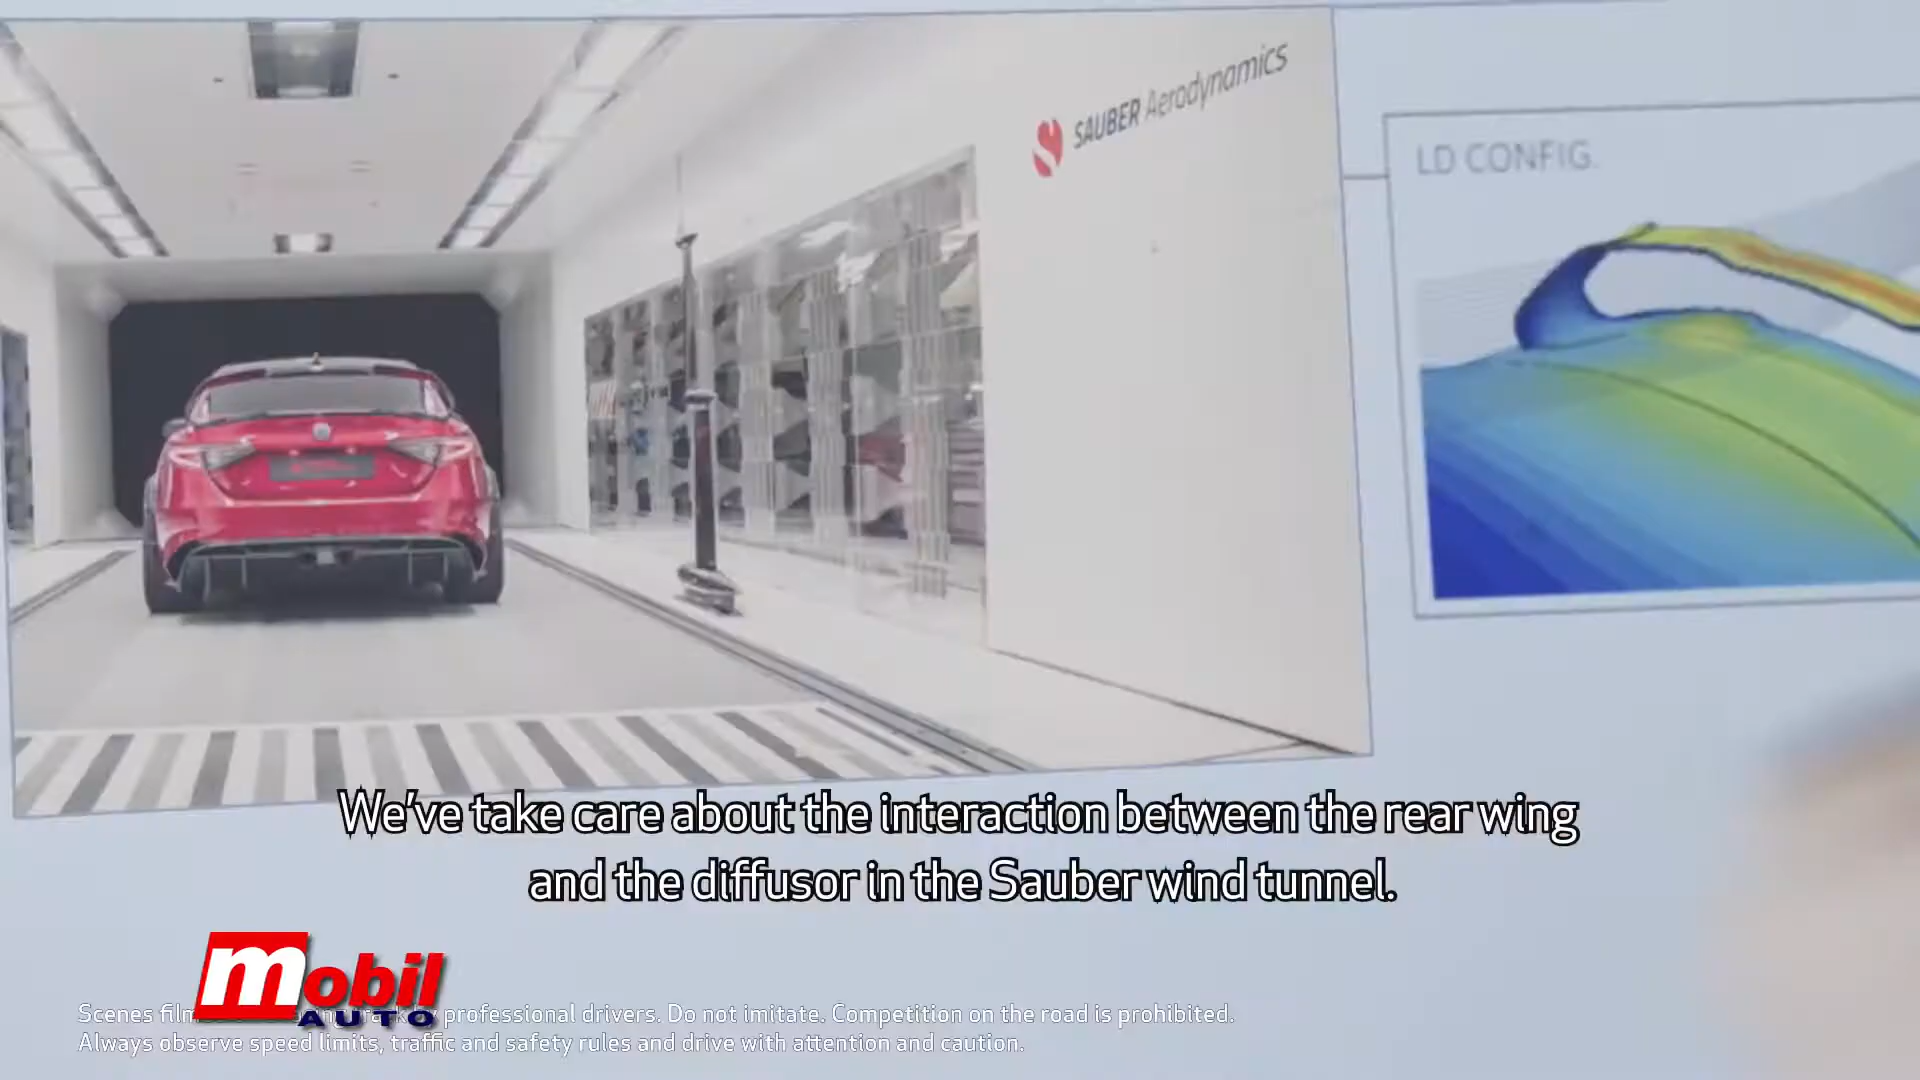 SAUBER Aerodynamics
LD CONFIG.
We've take care about the interaction between the rear wing
and the diffusor in the Sauber wind tunnel.
mobil
AUTO
Scenes professional drivers. Do not imitate. Competition on the road is prohibited.
Always observe speed limits, traffic and safety rules and drive with attention and caution.